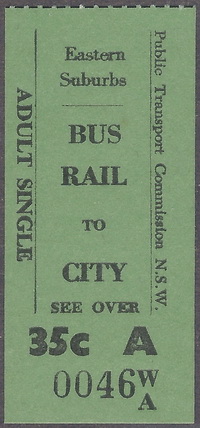 Eastern
Suburbs
BUS
RAIL
TO
CITY
SEE OVER
ADULT SINGLE
Public Transport Commission N.S.W.
35c A
0046 W
A